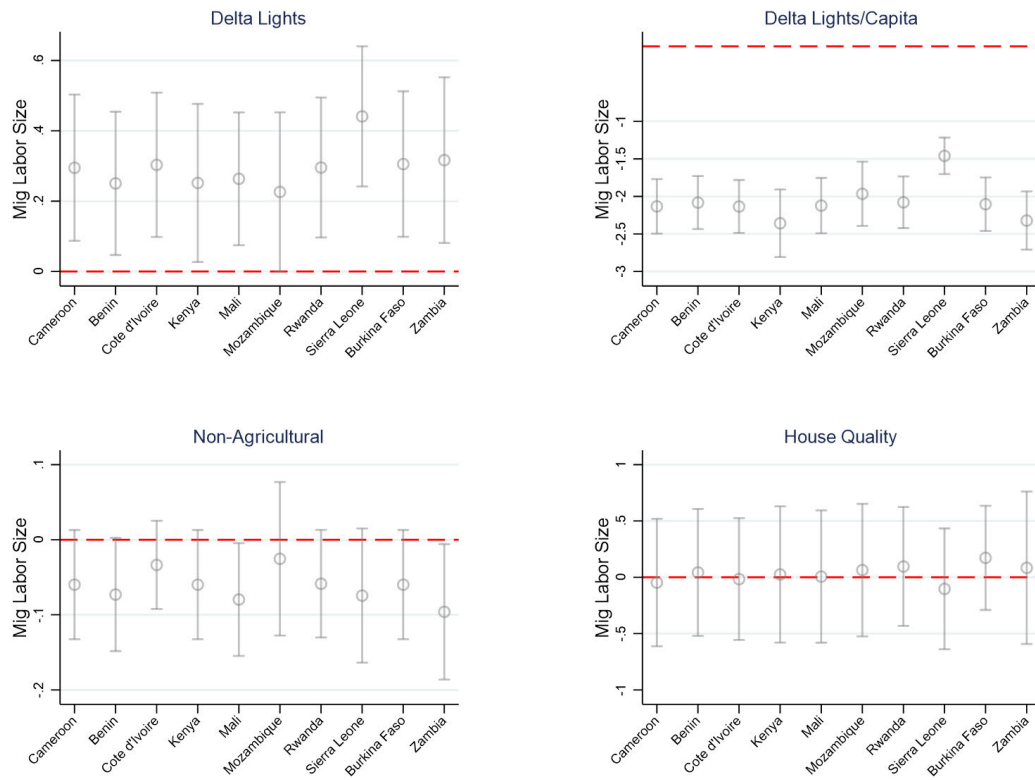 Delta Lights
Mig Labor Size
.6
.4
.2
0
Cameroon
Benin
Cote d'Ivoire
Kenya
Mali
Mozambique
Rwanda
Sierra Leone
Burkina Faso
Zambia
Delta Lights/Capita
Mig Labor Size
-1
-1.5
-2
-2.5
-3
Cameroon
Benin
Cote d'Ivoire
Kenya
Mali
Mozambique
Rwanda
Sierra Leone
Burkina Faso
Zambia
Non-Agricultural
Mig Labor Size
.1
0
-.1
-.2
Cameroon
Benin
Cote d'Ivoire
Kenya
Mali
Mozambique
Rwanda
Sierra Leone
Burkina Faso
Zambia
House Quality
Mig Labor Size
1
.5
0
-.5
-1
Cameroon
Benin
Cote d'Ivoire
Kenya
Mali
Mozambique
Rwanda
Sierra Leone
Burkina Faso
Zambia